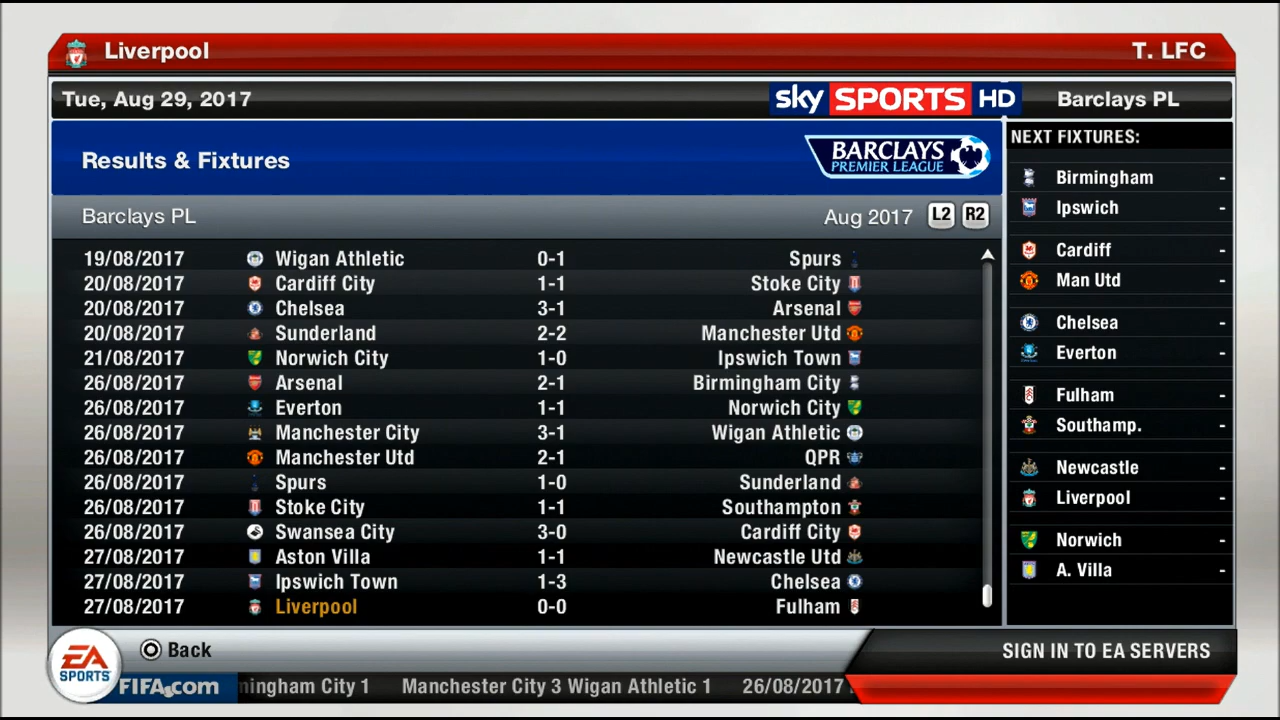 Liverpool T. LFC
Tue, Aug 29, 2017 sky SPORTS HD Barclays PL
Results & Fixtures BARCLAYS PREMIER LEAGUE
Barclays PL Aug 2017 L2 R2
19/08/2017 Wigan Athletic 0-1 Spurs
20/08/2017 Cardiff City 1-1 Stoke City
20/08/2017 Chelsea 3-1 Arsenal
20/08/2017 Sunderland 2-2 Manchester Utd
21/08/2017 Norwich City 1-0 Ipswich Town
26/08/2017 Arsenal 2-1 Birmingham City
26/08/2017 Everton 1-1 Norwich City
26/08/2017 Manchester City 3-1 Wigan Athletic
26/08/2017 Manchester Utd 2-1 QPR
26/08/2017 Spurs 1-0 Sunderland
26/08/2017 Stoke City 1-1 Southampton
26/08/2017 Swansea City 3-0 Cardiff City
27/08/2017 Aston Villa 1-1 Newcastle Utd
27/08/2017 Ipswich Town 1-3 Chelsea
27/08/2017 Liverpool 0-0 Fulham
NEXT FIXTURES:
Birmingham -
Ipswich -
Cardiff -
Man Utd -
Chelsea -
Everton -
Fulham -
Southamp. -
Newcastle -
Liverpool -
Norwich -
A. Villa -
Back SIGN IN TO EA SERVERS
EA SPORTS
FIFA.com ningham City 1 Manchester City 3 Wigan Athletic 1 26/08/2017